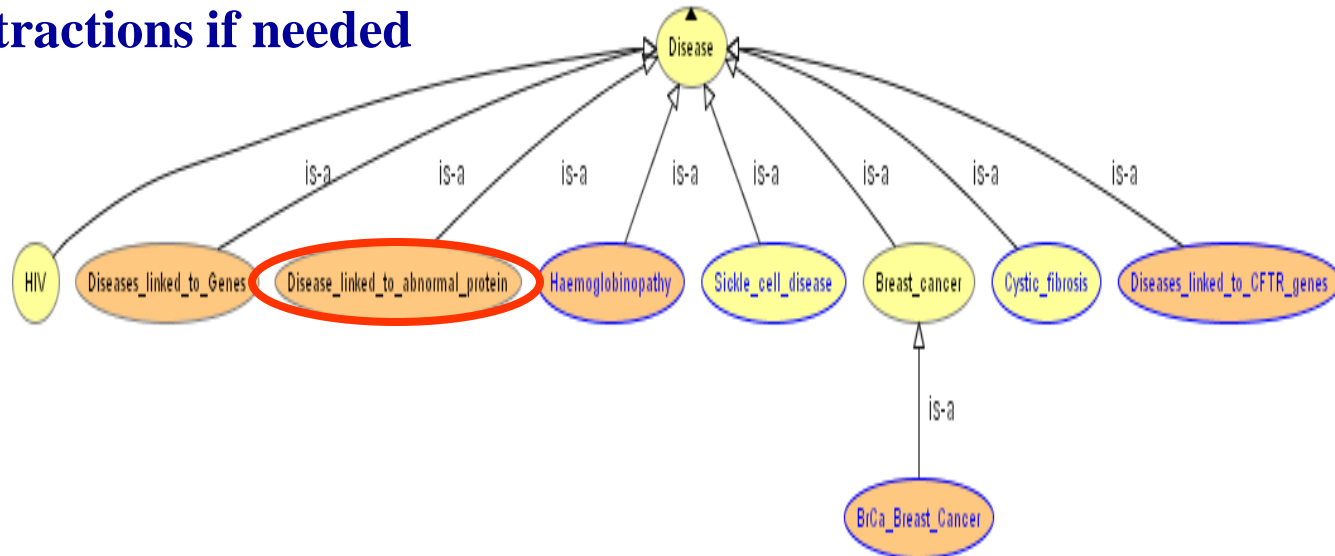 tractions if needed
Disease
is-a is-a is-a is-a is-a is-a is-a is-a
HIV Diseases_linked_to_Genes Disease_linked_to_abnormal_protein Haemoglobinopathy Sickle_cell_disease Breast_cancer Cystic_fibrosis Diseases_linked_to_CFTR_genes
is-a
BrCa_Breast_Cancer